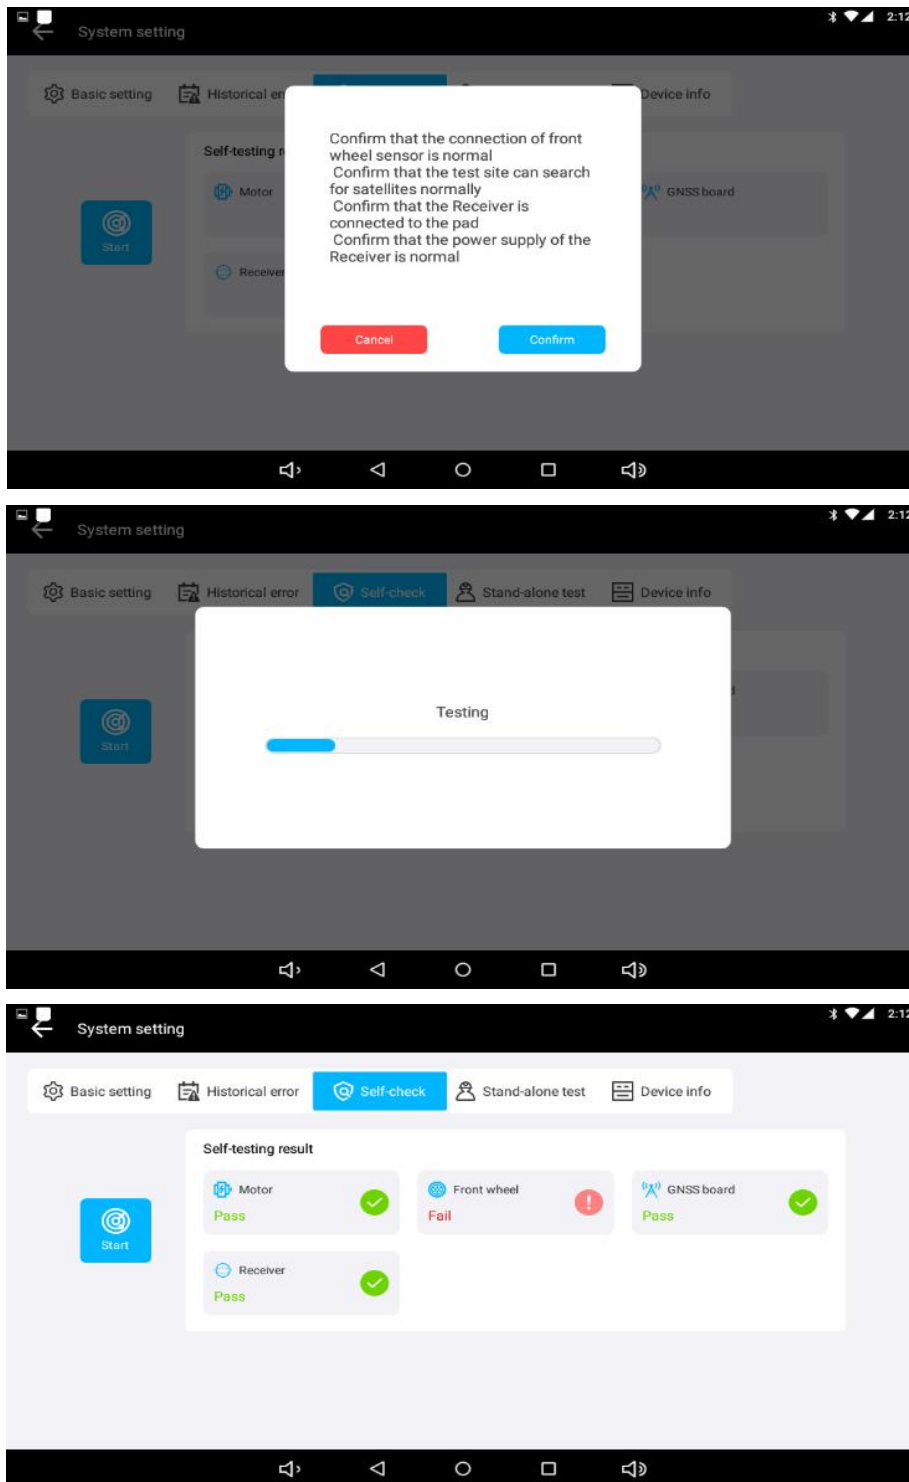 2:12
System setting
Basic setting
Historical er
Device info
Self-testing r
Motor
GNSS board
Start
Receiver
Confirm that the connection of front
wheel sensor is normal
Confirm that the test site can search
for satellites normally
Confirm that the Receiver is
connected to the pad
Confirm that the power supply of the
Receiver is normal
Cancel
Confirm
2:12
System setting
Basic setting
Historical error
Self-check
Stand-alone test
Device info
Start
Testing
2:12
System setting
Basic setting
Historical error
Self-check
Stand-alone test
Device info
Self-testing result
Start
Motor
Pass
Front wheel
Fail
GNSS board
Pass
Receiver
Pass